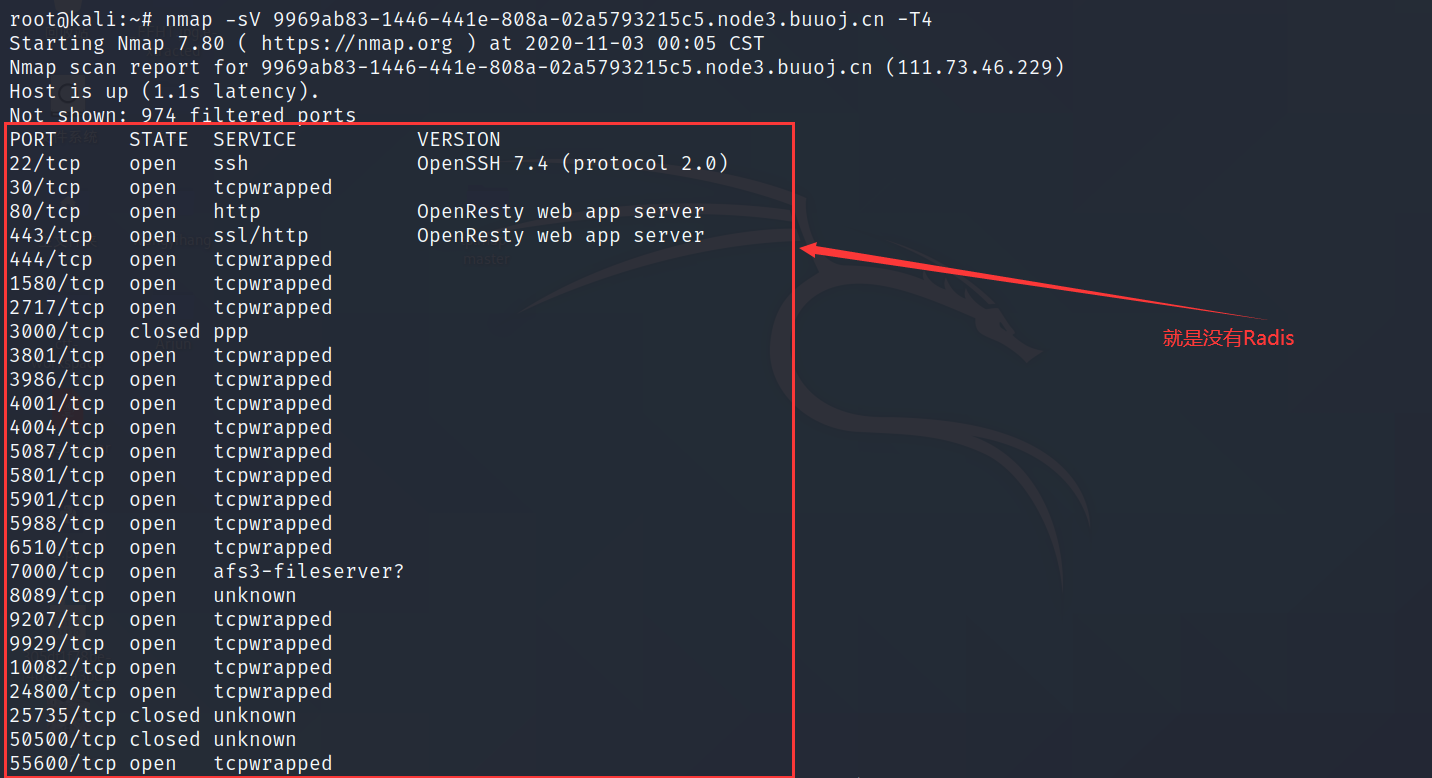 root@kali:~# nmap -sV 9969ab83-1446-441e-808a-02a5793215c5.node3.buuoj.cn -T4
Starting Nmap 7.80 ( https://nmap.org ) at 2020-11-03 00:05 CST
Nmap scan report for 9969ab83-1446-441e-808a-02a5793215c5.node3.buuoj.cn (111.73.46.229)
Host is up (1.1s latency).
Not shown: 974 filtered ports
PORT STATE SERVICE VERSION
22/tcp open ssh OpenSSH 7.4 (protocol 2.0)
30/tcp open tcpwrapped
80/tcp open http OpenResty web app server
443/tcp open ssl/http OpenResty web app server
444/tcp open tcpwrapped
1580/tcp open tcpwrapped
2717/tcp open tcpwrapped
3000/tcp closed ppp
就是没有Radis
3801/tcp open tcpwrapped
3986/tcp open tcpwrapped
4001/tcp open tcpwrapped
4004/tcp open tcpwrapped
5087/tcp open tcpwrapped
5801/tcp open tcpwrapped
5901/tcp open tcpwrapped
5988/tcp open tcpwrapped
6510/tcp open tcpwrapped
7000/tcp open afs3-fileserver?
8089/tcp open unknown
9207/tcp open tcpwrapped
9929/tcp open tcpwrapped
10082/tcp open tcpwrapped
24800/tcp open tcpwrapped
25735/tcp closed unknown
50500/tcp closed unknown
55600/tcp open tcpwrapped